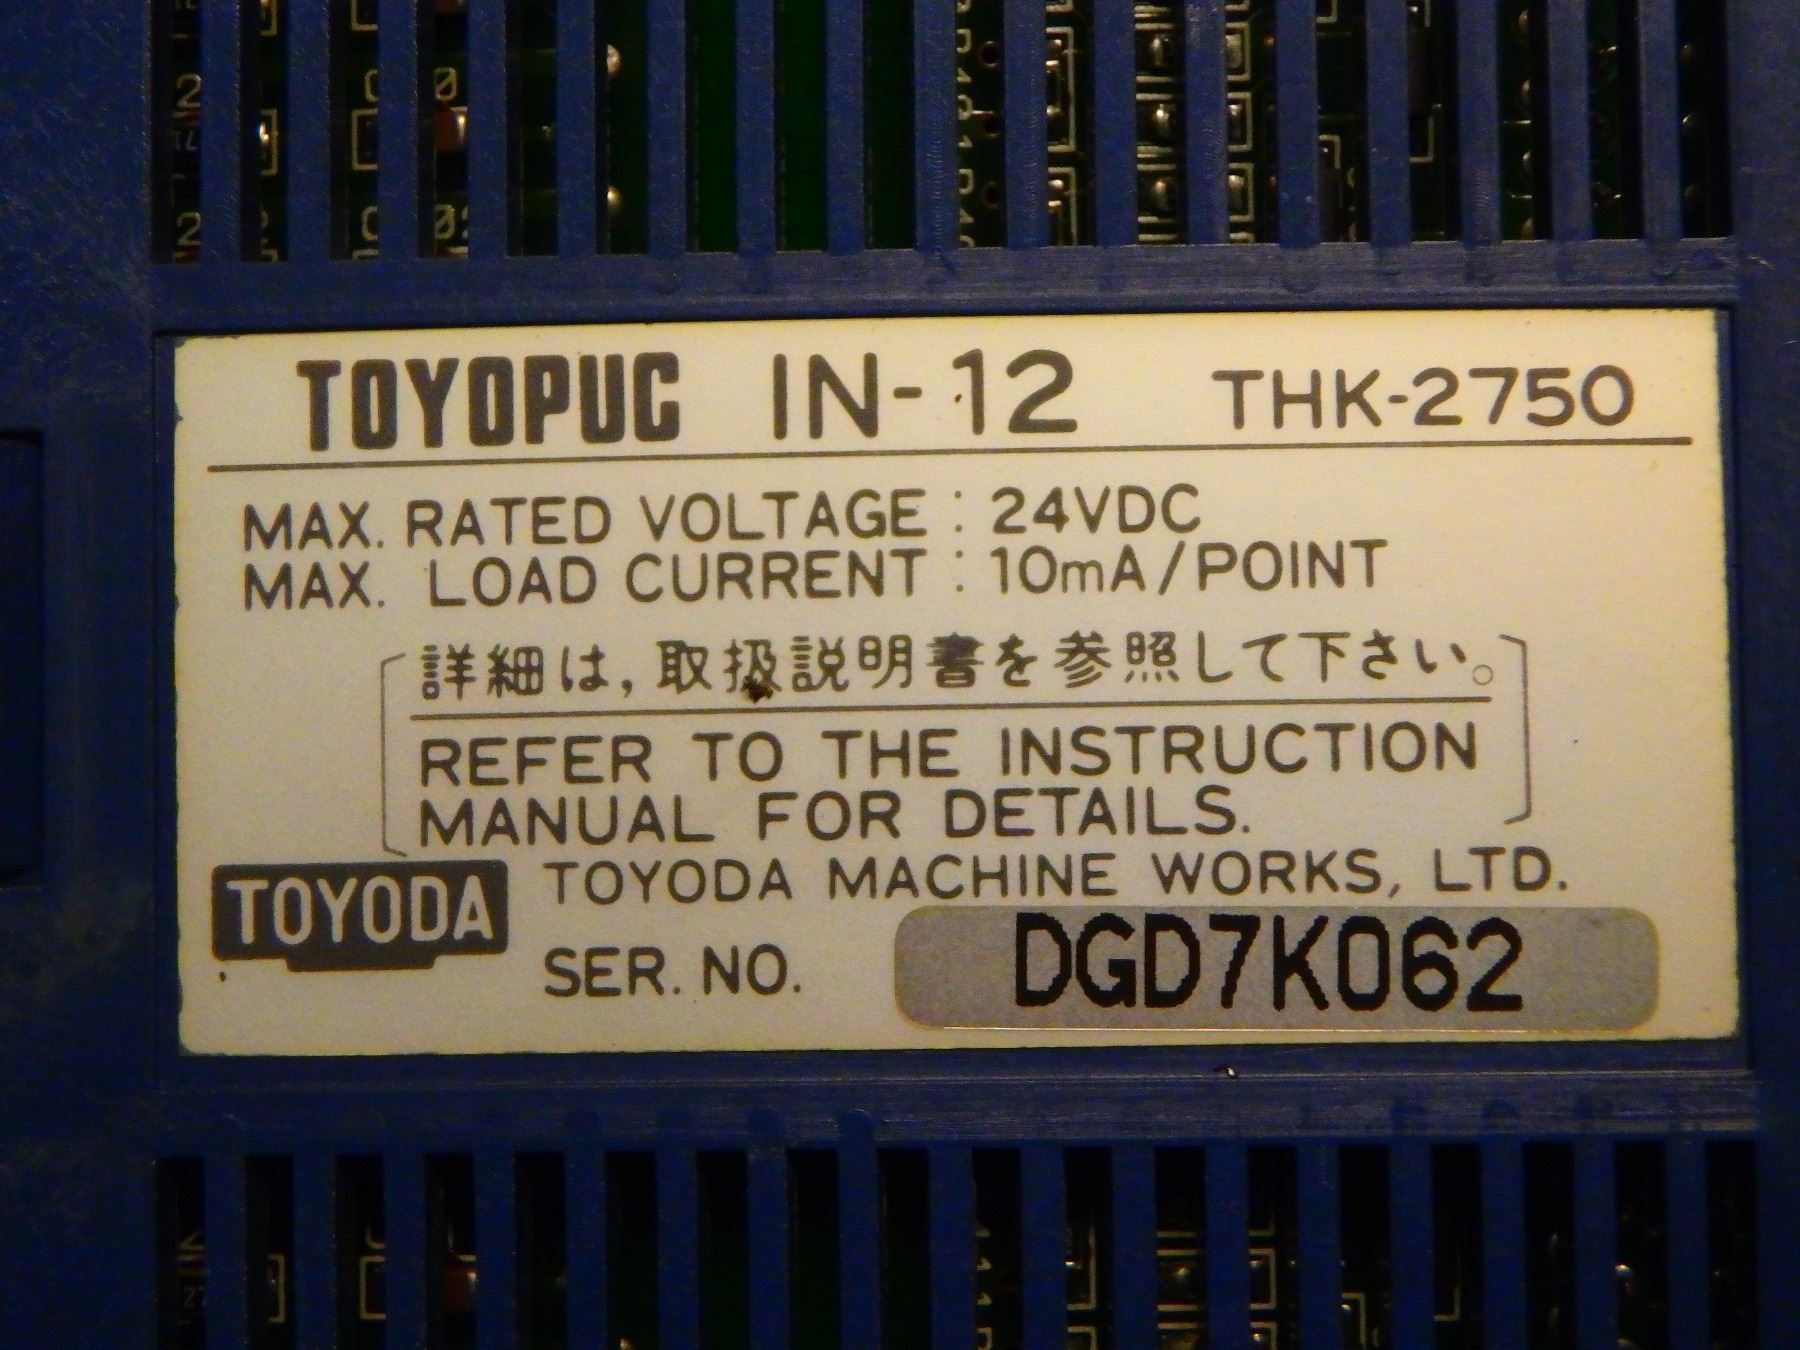 TOYOPUC IN-12 THK-2750
MAX. RATED VOLTAGE : 24VDC
MAX. LOAD CURRENT : 10mA/POINT
詳細は,取扱説明書を参照して下さい。
REFER TO THE INSTRUCTION
MANUAL FOR DETAILS.
TOYODA TOYODA MACHINE WORKS, LTD.
SER. NO. DGD7K062